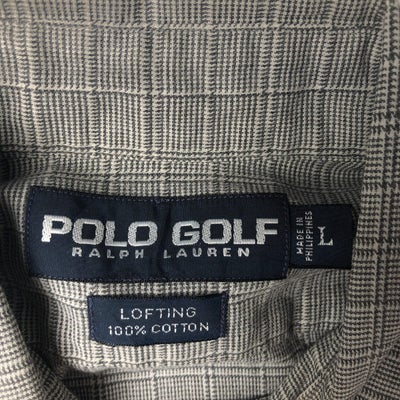 POLO GOLF
RALPH LAUREN
MADE IN
PHILIPPINES
L
LOFTING
100% COTTON